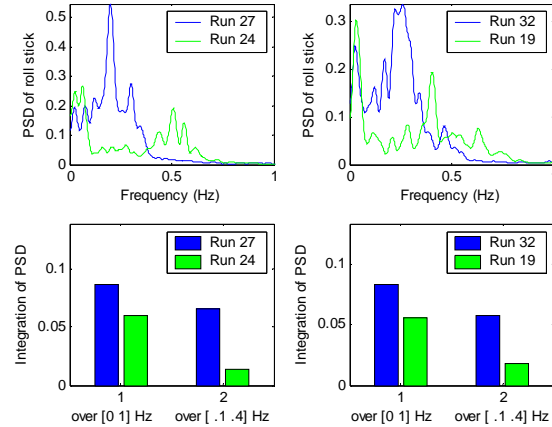 0.5
0.4
0.3
0.2
0.1
0
PSD of roll stick
Run 27
Run 24
0 0.5 1
Frequency (Hz)
0.3
0.2
0.1
0
PSD of roll stick
Run 32
Run 19
0 0.5
Frequency (Hz)
0.1
0.05
0
Integration of PSD
Run 27
Run 24
1 2
over [0 1] Hz over [ .1 .4] Hz
0.1
0.05
0
Integration of PSD
Run 32
Run 19
1 2
over [0 1] Hz over [ .1 .4] Hz